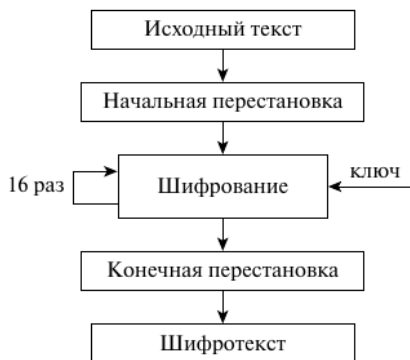 Исходный текст
Начальная перестановка
ключ
16 раз
Шифрование
Конечная перестановка
Шифротекст